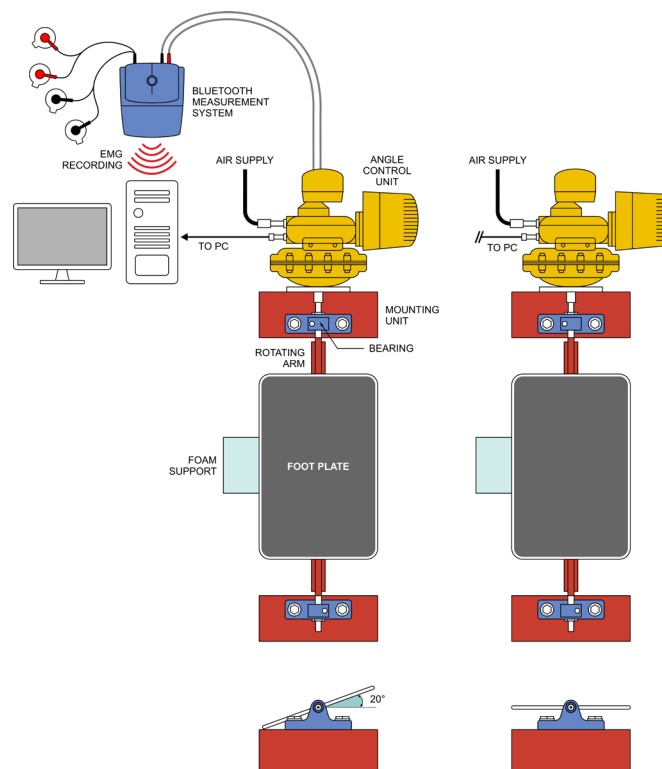 BLUETOOTH
MEASUREMENT
SYSTEM
EMG
RECORDING
AIR SUPPLY
ANGLE
CONTROL
UNIT
AIR SUPPLY
TO PC
TO PC
MOUNTING
UNIT
BEARING
ROTATING
ARM
FOAM
SUPPORT
FOOT PLATE
20°